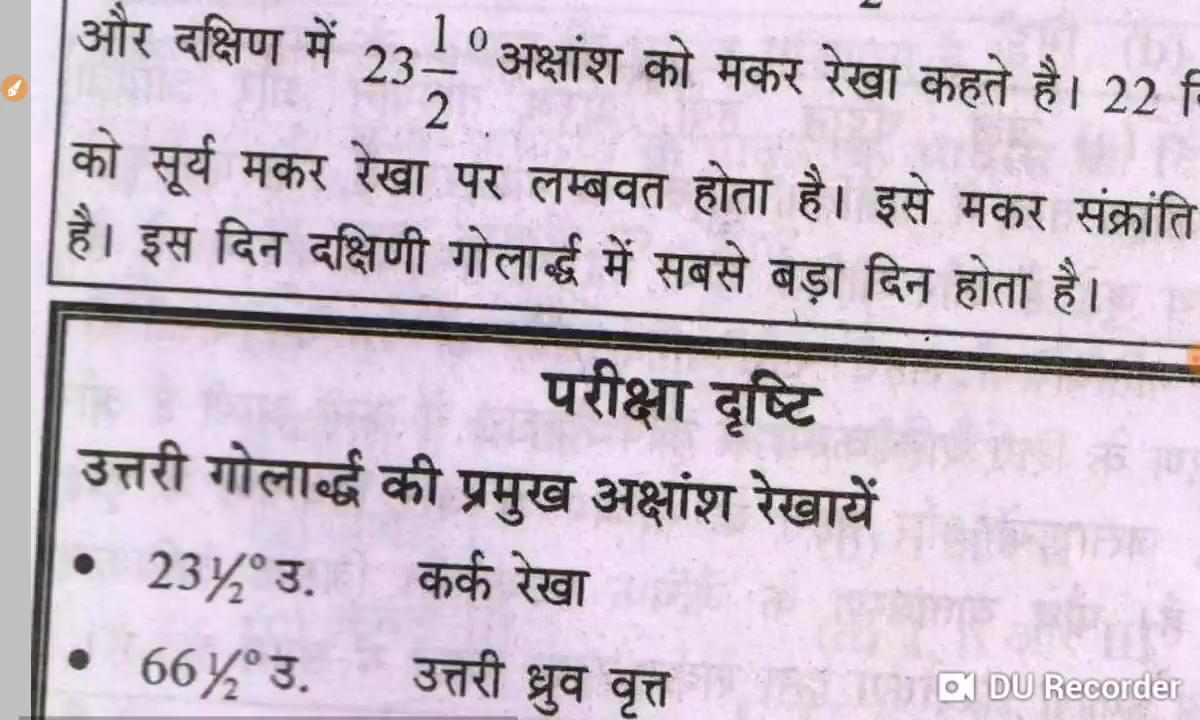 और दक्षिण में 23 1/2° अक्षांश को मकर रेखा कहते है। 22
को सूर्य मकर रेखा पर लम्बवत होता है। इसे मकर संक्रांति
है। इस दिन दक्षिणी गोलार्द्ध में सबसे बड़ा दिन होता है।
परीक्षा दृष्टि
उत्तरी गोलार्द्ध की प्रमुख अक्षांश रेखायें
• 23½° उ. कर्क रेखा
• 66½° उ. उत्तरी ध्रुव वृत्त
DU Recorder